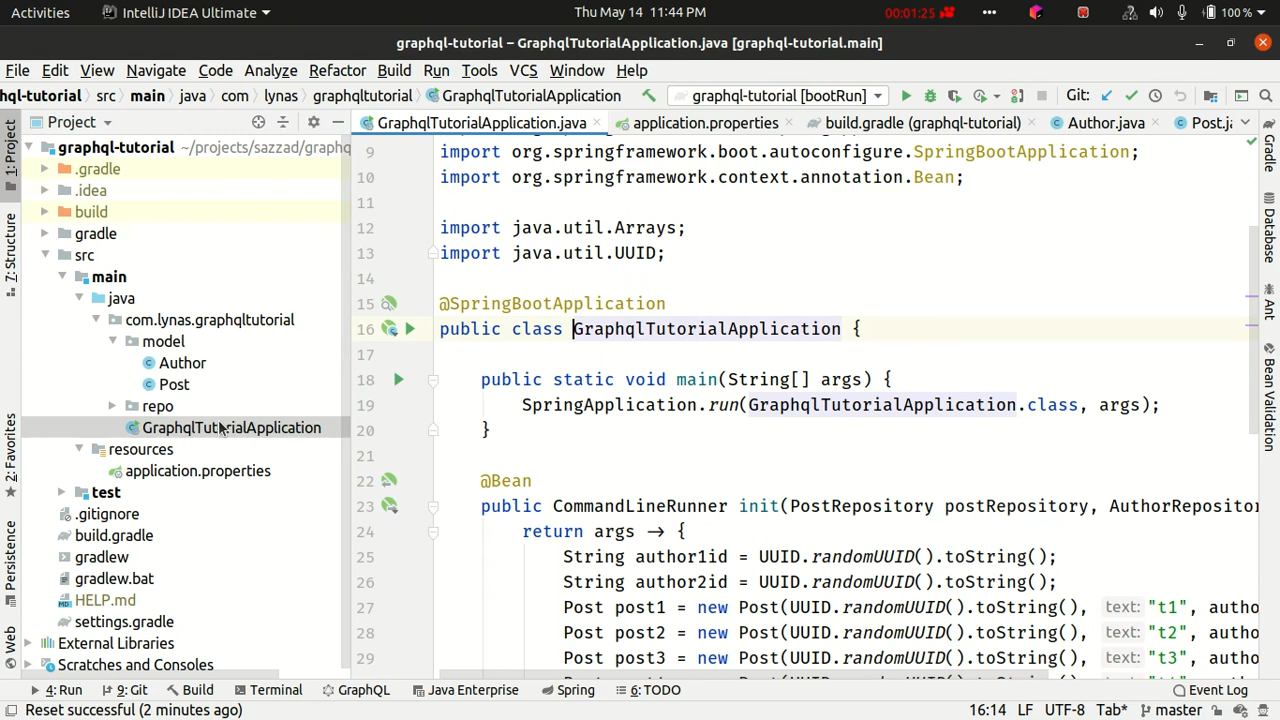 Activities IntelliJ IDEA Ultimate Thu May 14 11:44 PM 00:01:25 100 %
graphql-tutorial – GraphqlTutorialApplication.java [graphql-tutorial.main]
File Edit View Navigate Code Analyze Refactor Build Run Tools VCS Window Help
hql-tutorial src main java com lynas graphqltutorial GraphqlTutorialApplication graphql-tutorial [bootRun] Git:
Project
GraphqlTutorialApplication.java application.properties build.gradle (graphql-tutorial) Author.java Post.j
1: Project
7: Structure
2: Favorites
Persistence
Web
graphql-tutorial ~/projects/sazzad/graphq
.gradle
.idea
build
gradle
src
main
java
com.lynas.graphqltutorial
model
Author
Post
repo
GraphqlTutorialApplication
resources
application.properties
test
.gitignore
build.gradle
gradlew
gradlew.bat
HELP.md
settings.gradle
External Libraries
Scratches and Consoles
9 import org.springframework.boot.autoconfigure.SpringBootApplication;
10 import org.springframework.context.annotation.Bean;
11
12 import java.util.Arrays;
13 import java.util.UUID;
14
15 @SpringBootApplication
16 public class GraphqlTutorialApplication {
17
18 public static void main(String[] args) {
19 SpringApplication.run(GraphqlTutorialApplication.class, args);
20 }
21
22 @Bean
23 public CommandLineRunner init(PostRepository postRepository, AuthorRepositor
24 return args → {
25 String author1id = UUID.randomUUID().toString();
26 String author2id = UUID.randomUUID().toString();
27 Post post1 = new Post(UUID.randomUUID().toString(), text: "t1", autho
28 Post post2 = new Post(UUID.randomUUID().toString(), text: "t2", autho
29 Post post3 = new Post(UUID.randomUUID().toString(), text: "t3", autho
Gradle
Database
Ant
Bean Validation
4: Run 9: Git Build Terminal GraphQL Java Enterprise Spring 6: TODO Event Log
Reset successful (2 minutes ago) 16:14 LF UTF-8 Tab* master